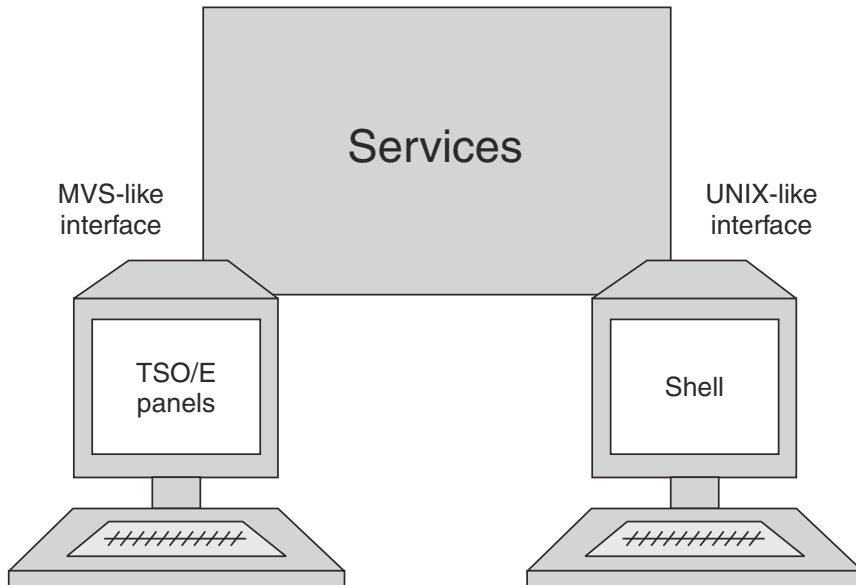 Services
MVS-like
interface
UNIX-like
interface
TSO/E
panels
Shell